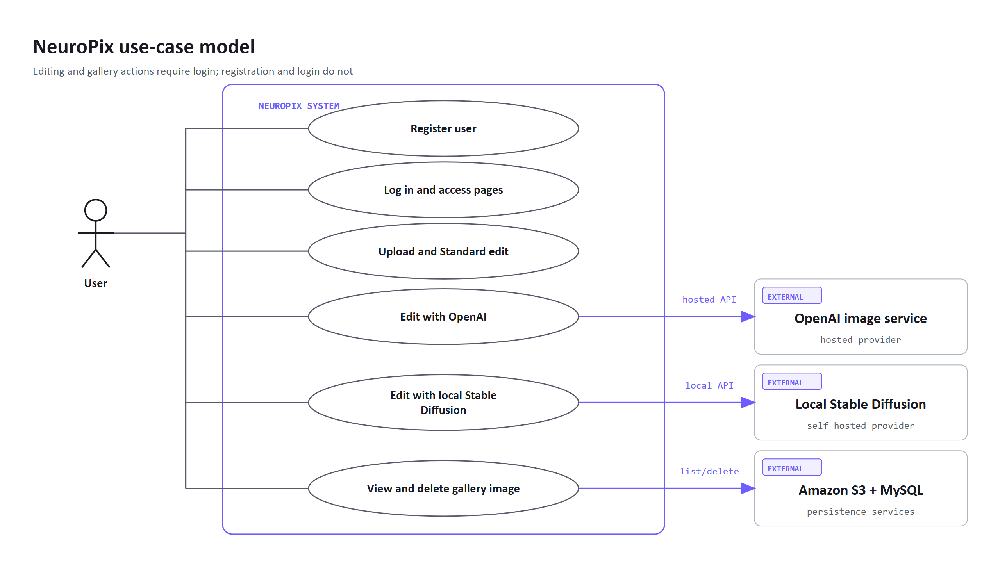 NeuroPix use-case model
Editing and gallery actions require login; registration and login do not
NEUROPIX SYSTEM
Register user
Log in and access pages
Upload and Standard edit
User
Edit with OpenAI
hosted API
EXTERNAL
OpenAI image service
hosted provider
Edit with local Stable
Diffusion
local API
EXTERNAL
Local Stable Diffusion
self-hosted provider
View and delete gallery image
list/delete
EXTERNAL
Amazon S3 + MySQL
persistence services